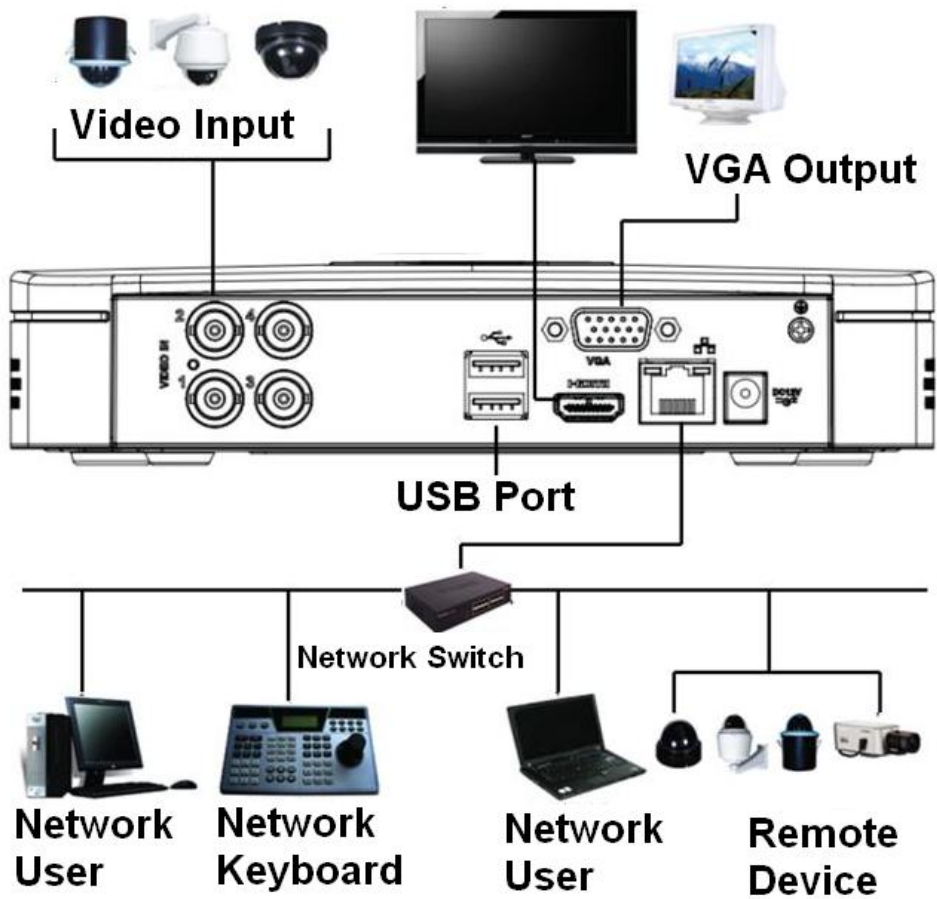 Video Input
VGA Output
2
4
VIDEO IN
1
3
VGA
HDMI
DC12V
USB Port
Network Switch
Network
User
Network
Keyboard
Network
User
Remote
Device